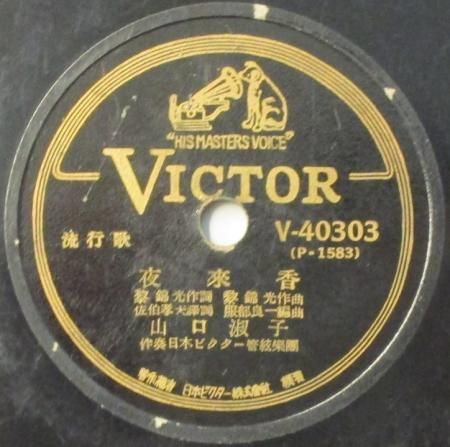 "HIS MASTERS VOICE"
VICTOR
流行歌
V-40303
(P-1583)
夜來香
黎錦光作詞 黎錦光作曲
佐伯孝夫譯詞 服部良一編曲
山口淑子
伴奏日本ビクター管絃樂團
日本ビクター株式會社